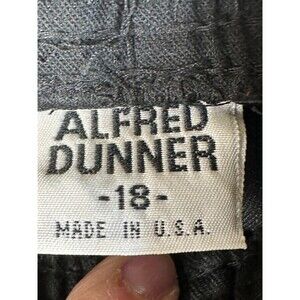 ALFRED
DUNNER
-18-
MADE IN U.S.A.